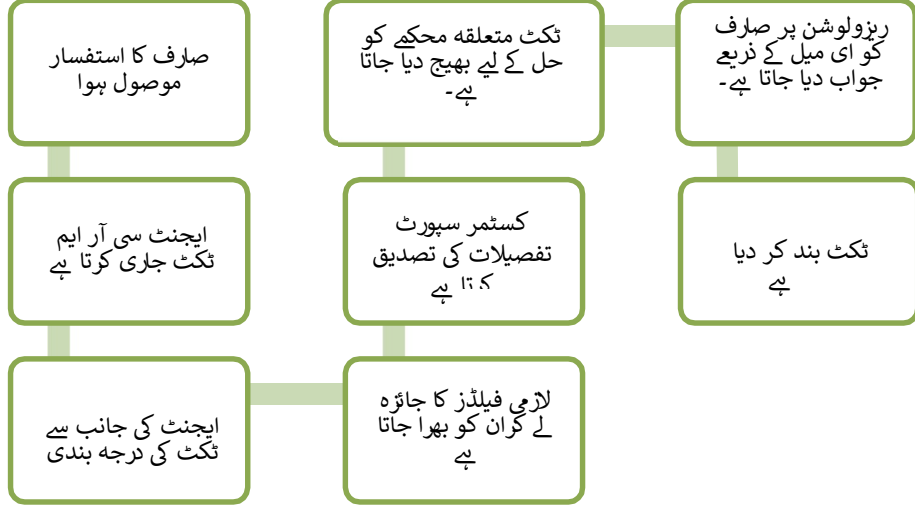 صارف کا استفسار
موصول ہوا
ایجنٹ سی آر ایم
ٹکٹ جاری کرتا ہے
ایجنٹ کی جانب سے
ٹکٹ کی درجہ بندی
لازمی فیلڈز کا جائزہ
لے کران کو بھرا جاتا
ہے
کسٹمر سپورٹ
تفصیلات کی تصدیق
کرتا ہے
ٹکٹ متعلقہ محکمے کو
حل کے لیے بھیج دیا جاتا
ہے۔
ریزولوشن پر صارف
کو ای میل کے ذریعے
جواب دیا جاتا ہے۔
ٹکٹ بند کر دیا
ہے